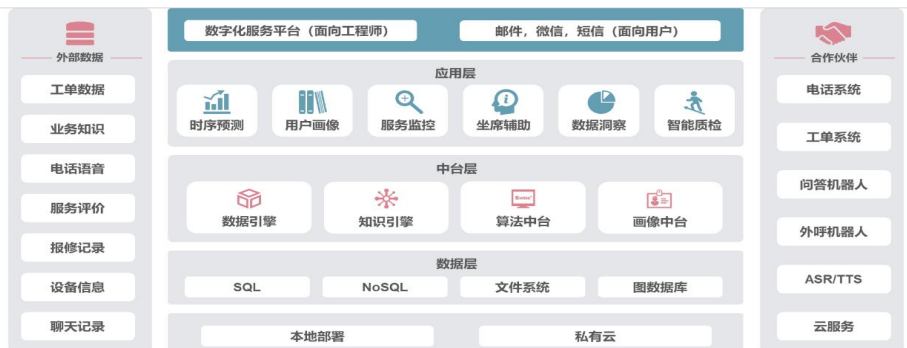 外部数据
工单数据
业务知识
电话语音
服务评价
报修记录
设备信息
聊天记录
数字化服务平台（面向工程师）
邮件，微信，短信（面向用户）
应用层
时序预测
用户画像
服务监控
坐席辅助
数据洞察
智能质检
中台层
数据引擎
知识引擎
算法中台
画像中台
数据层
SQL
NoSQL
文件系统
图数据库
本地部署
私有云
合作伙伴
电话系统
工单系统
问答机器人
外呼机器人
ASR/TTS
云服务